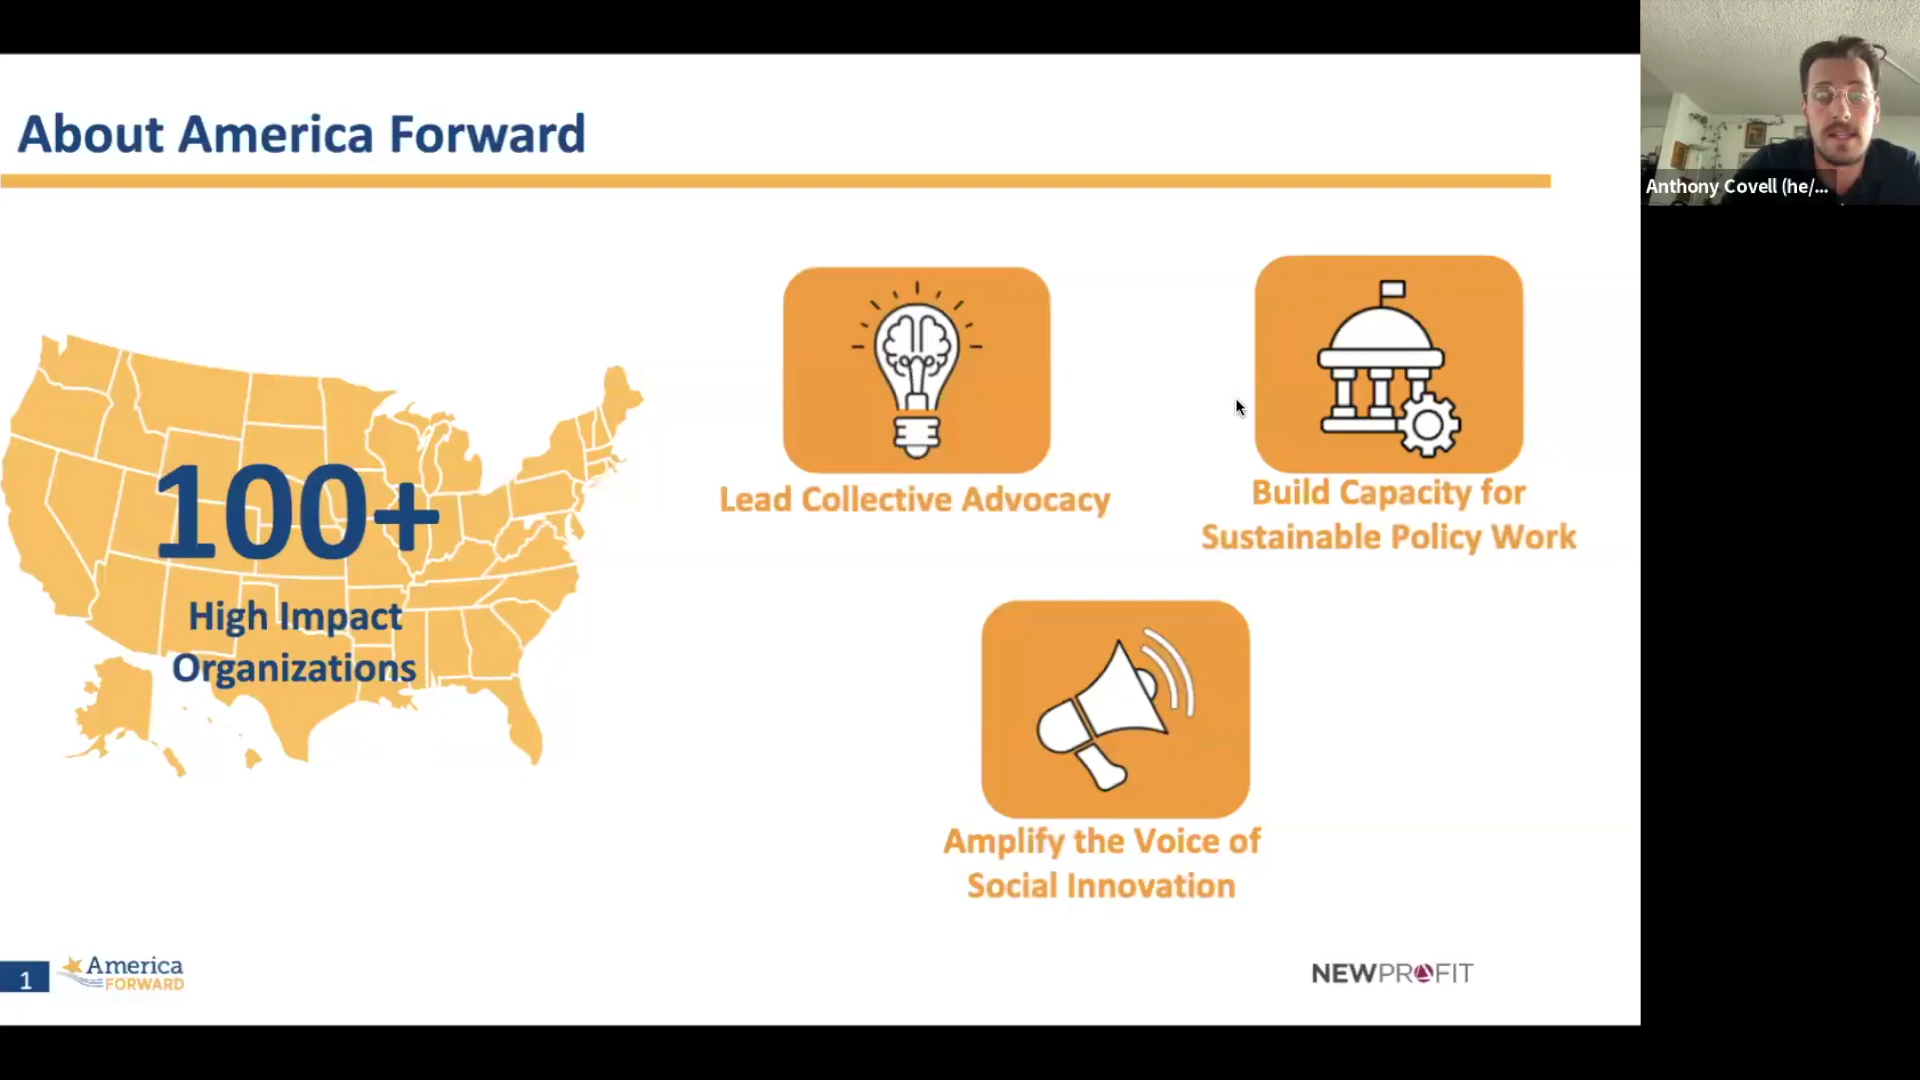 About America Forward
Anthony Covell (he/...
100+
High Impact
Organizations
Lead Collective Advocacy
Build Capacity for
Sustainable Policy Work
Amplify the Voice of
Social Innovation
1
America
FORWARD
NEWPROFIT